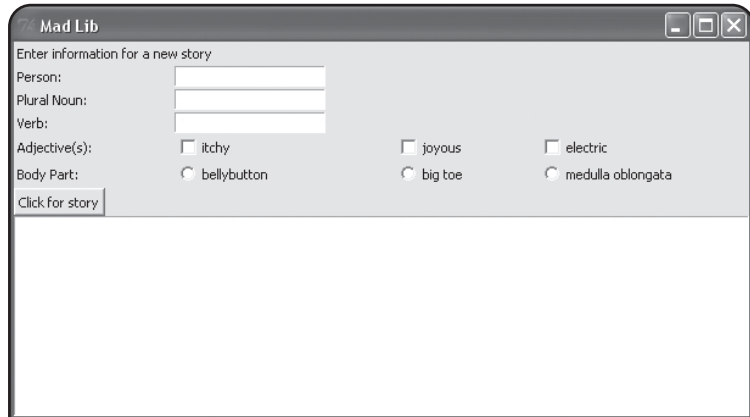 Mad Lib
Enter information for a new story
Person:
Plural Noun:
Verb:
Adjective(s): itchy joyous electric
Body Part: bellybutton big toe medulla oblongata
Click for story